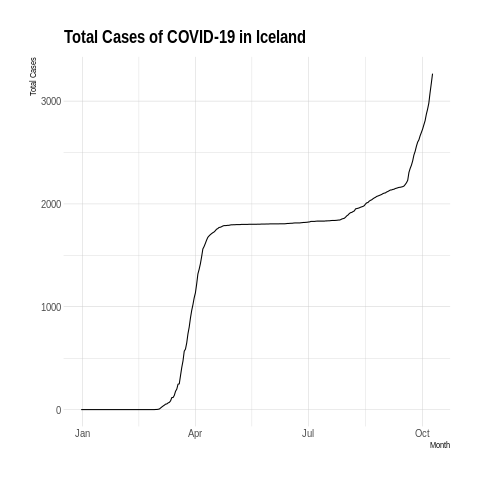 Total Cases of COVID-19 in Iceland
Total Cases
3000
2000
1000
0
Jan Apr Jul Oct
Month